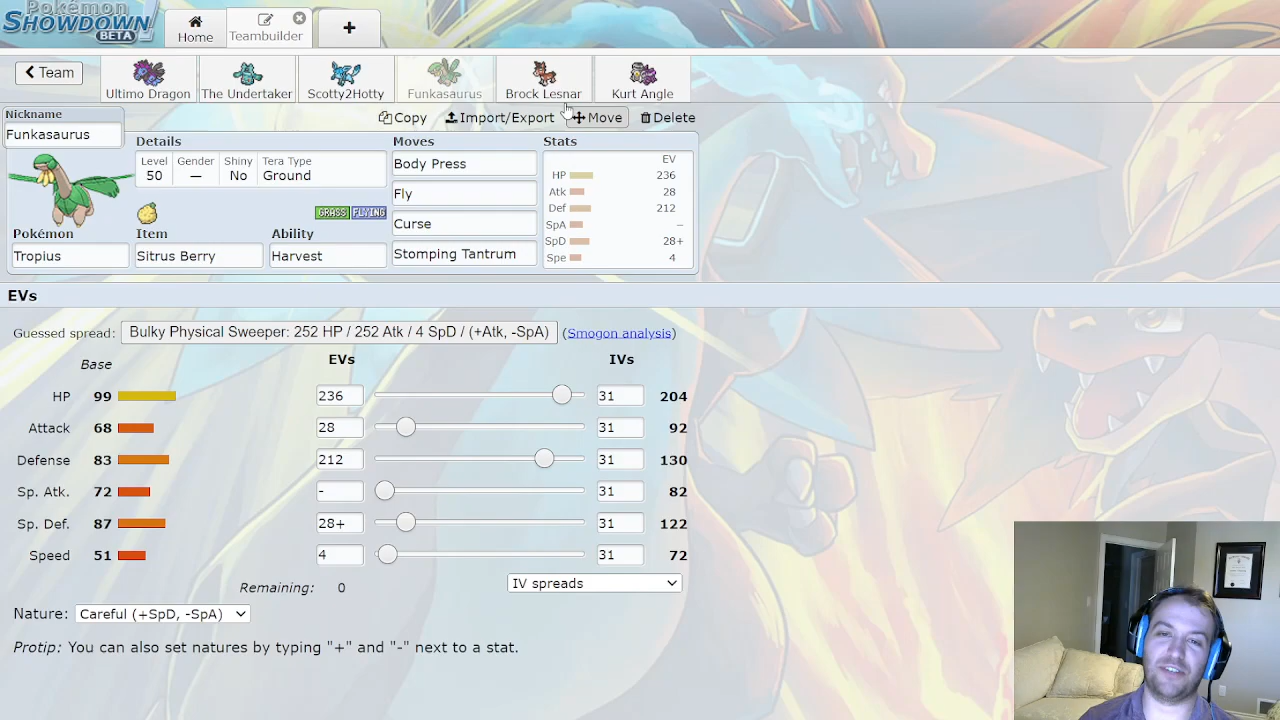 Pokémon
SHOWDOWN
BETA
Home
Teambuilder
+
Team
Ultimo Dragon
The Undertaker
Scotty2Hotty
Funkasaurus
Brock Lesnar
Kurt Angle
Nickname
Funkasaurus
Copy
Import/Export
Move
Delete
Details
Level
50
Gender
—
Shiny
No
Tera Type
Ground
GRASS FLYING
Pokémon
Tropius
Item
Sitrus Berry
Ability
Harvest
Moves
Body Press
Fly
Curse
Stomping Tantrum
Stats
EV
HP 236
Atk 28
Def 212
SpA –
SpD 28+
Spe 4
EVs
Guessed spread: Bulky Physical Sweeper: 252 HP / 252 Atk / 4 SpD / (+Atk, -SpA) (Smogon analysis)
Base EVs IVs
HP 99 236 31 204
Attack 68 28 31 92
Defense 83 212 31 130
Sp. Atk. 72 - 31 82
Sp. Def. 87 28+ 31 122
Speed 51 4 31 72
Remaining: 0
IV spreads
Nature: Careful (+SpD, -SpA)
Protip: You can also set natures by typing "+" and "-" next to a stat.